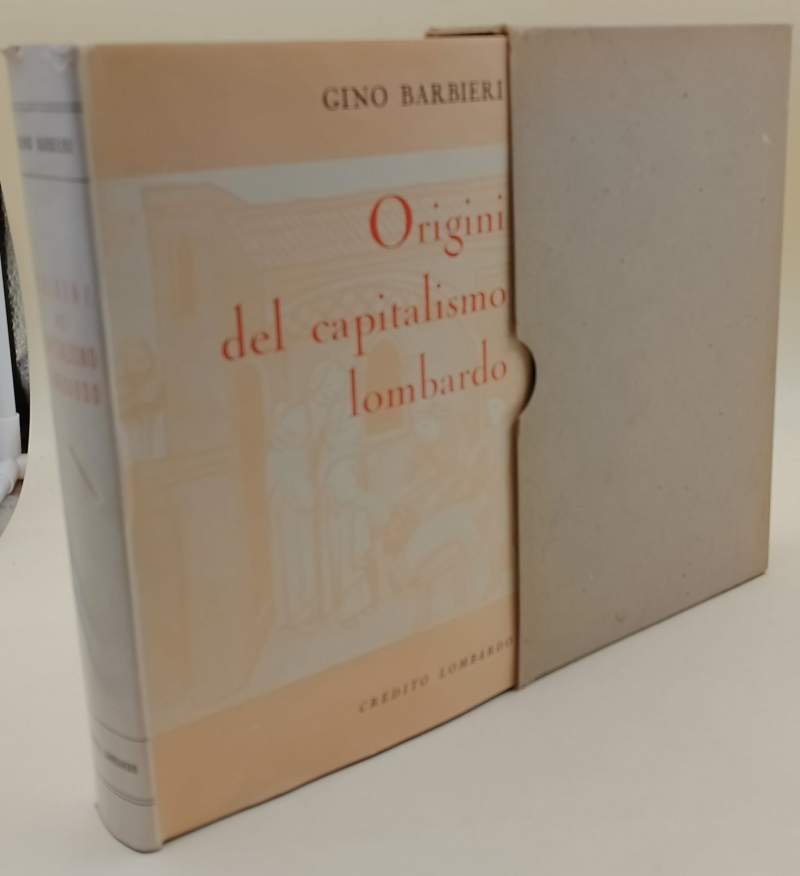 GINO BARBIERI
Origini
del capitalismo
lombardo
CREDITO LOMBARDO